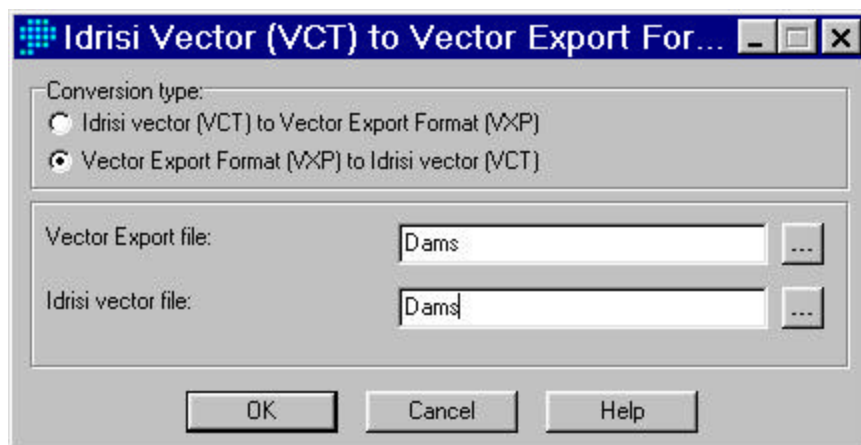 Idrisi Vector (VCT) to Vector Export For...
Conversion type:
Idrisi vector (VCT) to Vector Export Format (VXP)
Vector Export Format (VXP) to Idrisi vector (VCT)
Vector Export file:
Dams
...
Idrisi vector file:
Dams
...
OK
Cancel
Help